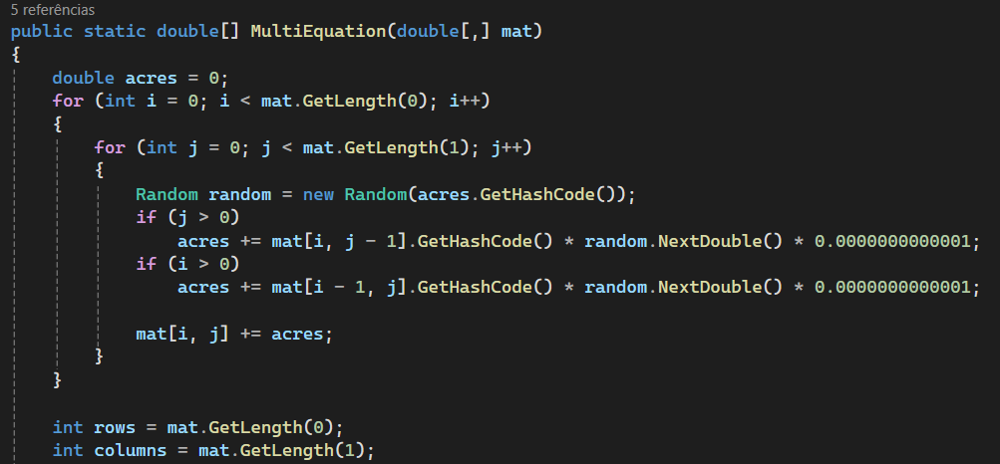 5 referências
public static double[] MultiEquation(double[,] mat)
{
    double acres = 0;
    for (int i = 0; i < mat.GetLength(0); i++)
    {
        for (int j = 0; j < mat.GetLength(1); j++)
        {
            Random random = new Random(acres.GetHashCode());
            if (j > 0)
                acres += mat[i, j - 1].GetHashCode() * random.NextDouble() * 0.0000000000001;
            if (i > 0)
                acres += mat[i - 1, j].GetHashCode() * random.NextDouble() * 0.0000000000001;

            mat[i, j] += acres;
        }
    }

    int rows = mat.GetLength(0);
    int columns = mat.GetLength(1);